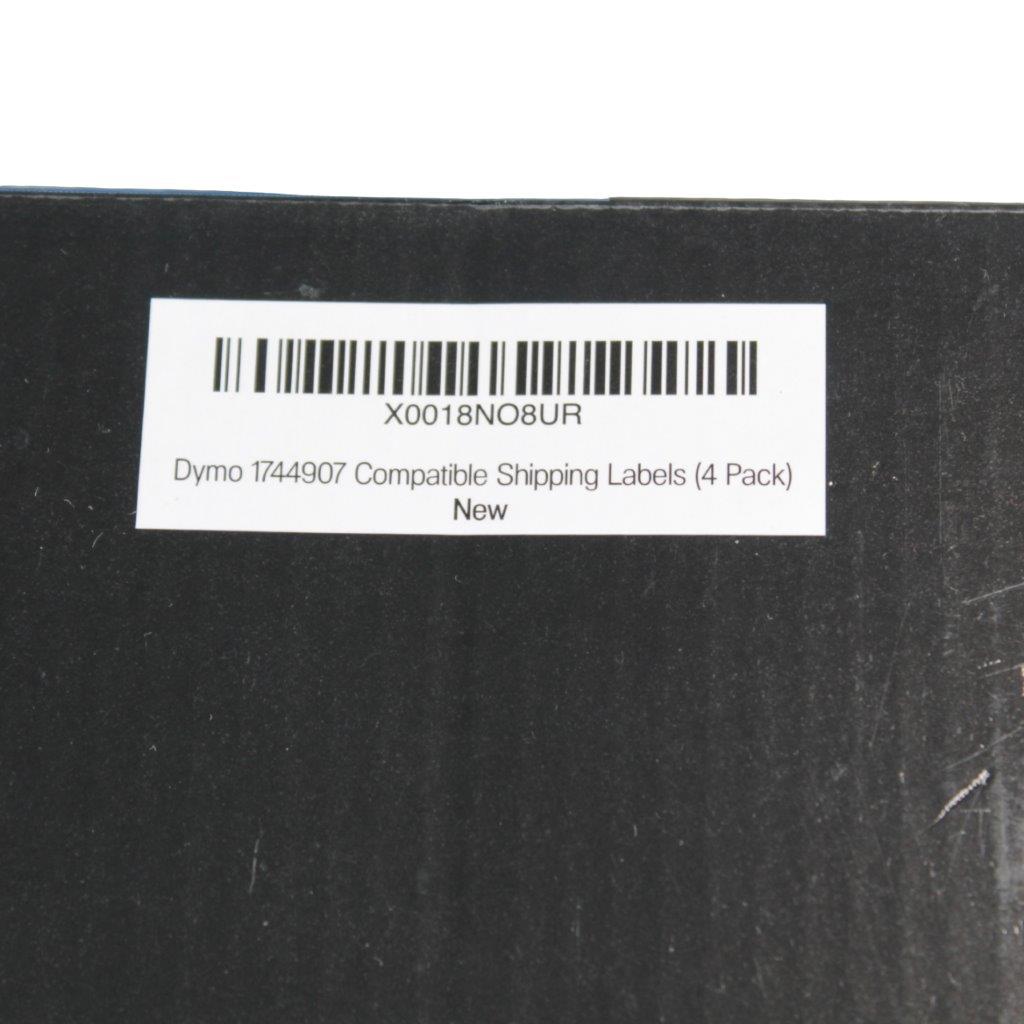 X0018NO8UR
Dymo 1744907 Compatible Shipping Labels (4 Pack)
New